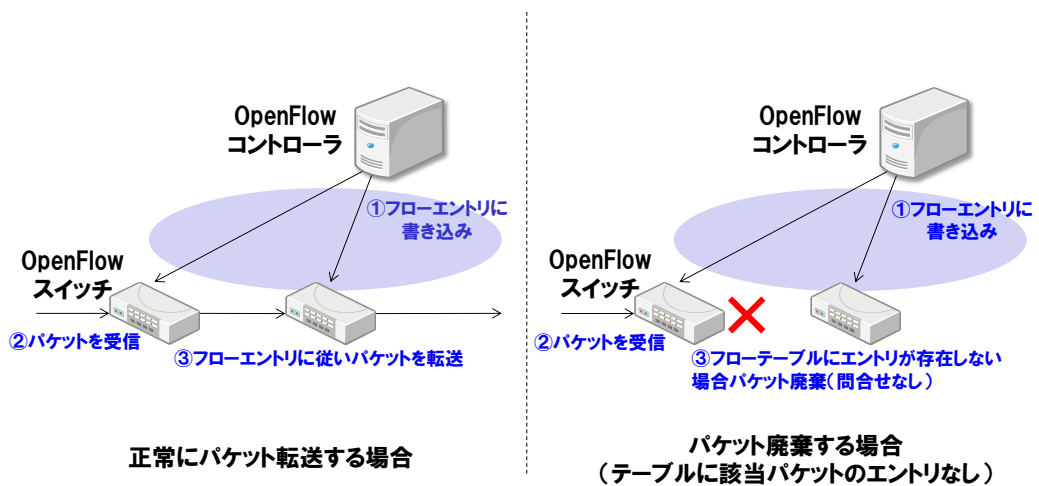 OpenFlow
コントローラ
①フローエントリに
書き込み
OpenFlow
スイッチ
②パケットを受信
③フローエントリに従いパケットを転送
正常にパケット転送する場合
OpenFlow
コントローラ
①フローエントリに
書き込み
OpenFlow
スイッチ
②パケットを受信
③フローテーブルにエントリが存在しない
場合パケット廃棄(問合せなし)
パケット廃棄する場合
(テーブルに該当パケットのエントリなし)